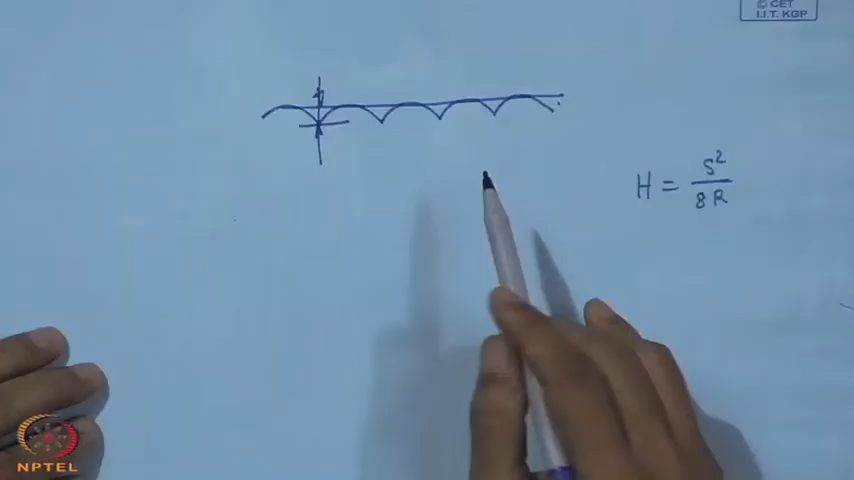 © CET
I.I.T. KGP
H = S²/8R
NPTEL